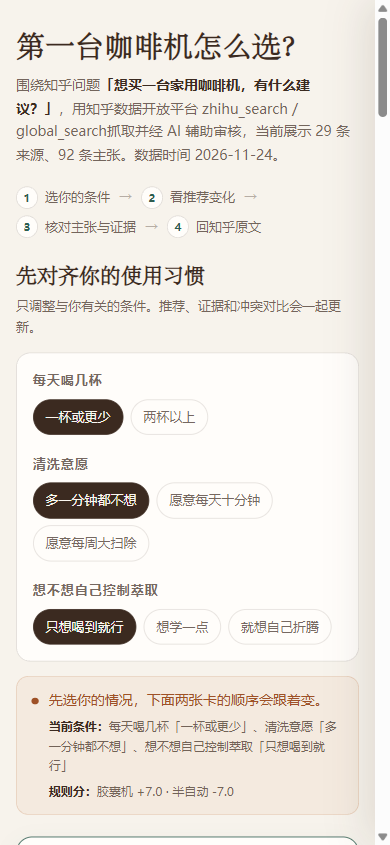 第一台咖啡机怎么选?
围绕知乎问题「想买一台家用咖啡机，有什么建
议？」，用知乎数据开放平台 zhihu_search /
global_search抓取并经 AI 辅助审核，当前展示 29 条
来源、92 条主张。数据时间 2026-11-24。
1 选你的条件 → 2 看推荐变化 →
3 核对主张与证据 → 4 回知乎原文
先对齐你的使用习惯
只调整与你有关的条件。推荐、证据和冲突对比会一起更
新。
每天喝几杯
一杯或更少 两杯以上
清洗意愿
多一分钟都不想 愿意每天十分钟
愿意每周大扫除
想不想自己控制萃取
只想喝到就行 想学一点 就想自己折腾
先选你的情况，下面两张卡的顺序会跟着变。
当前条件：每天喝几杯「一杯或更少」、清洗意愿「多
一分钟都不想」、想不想自己控制萃取「只想喝到就
行」
规则分：胶囊机 +7.0 · 半自动 -7.0